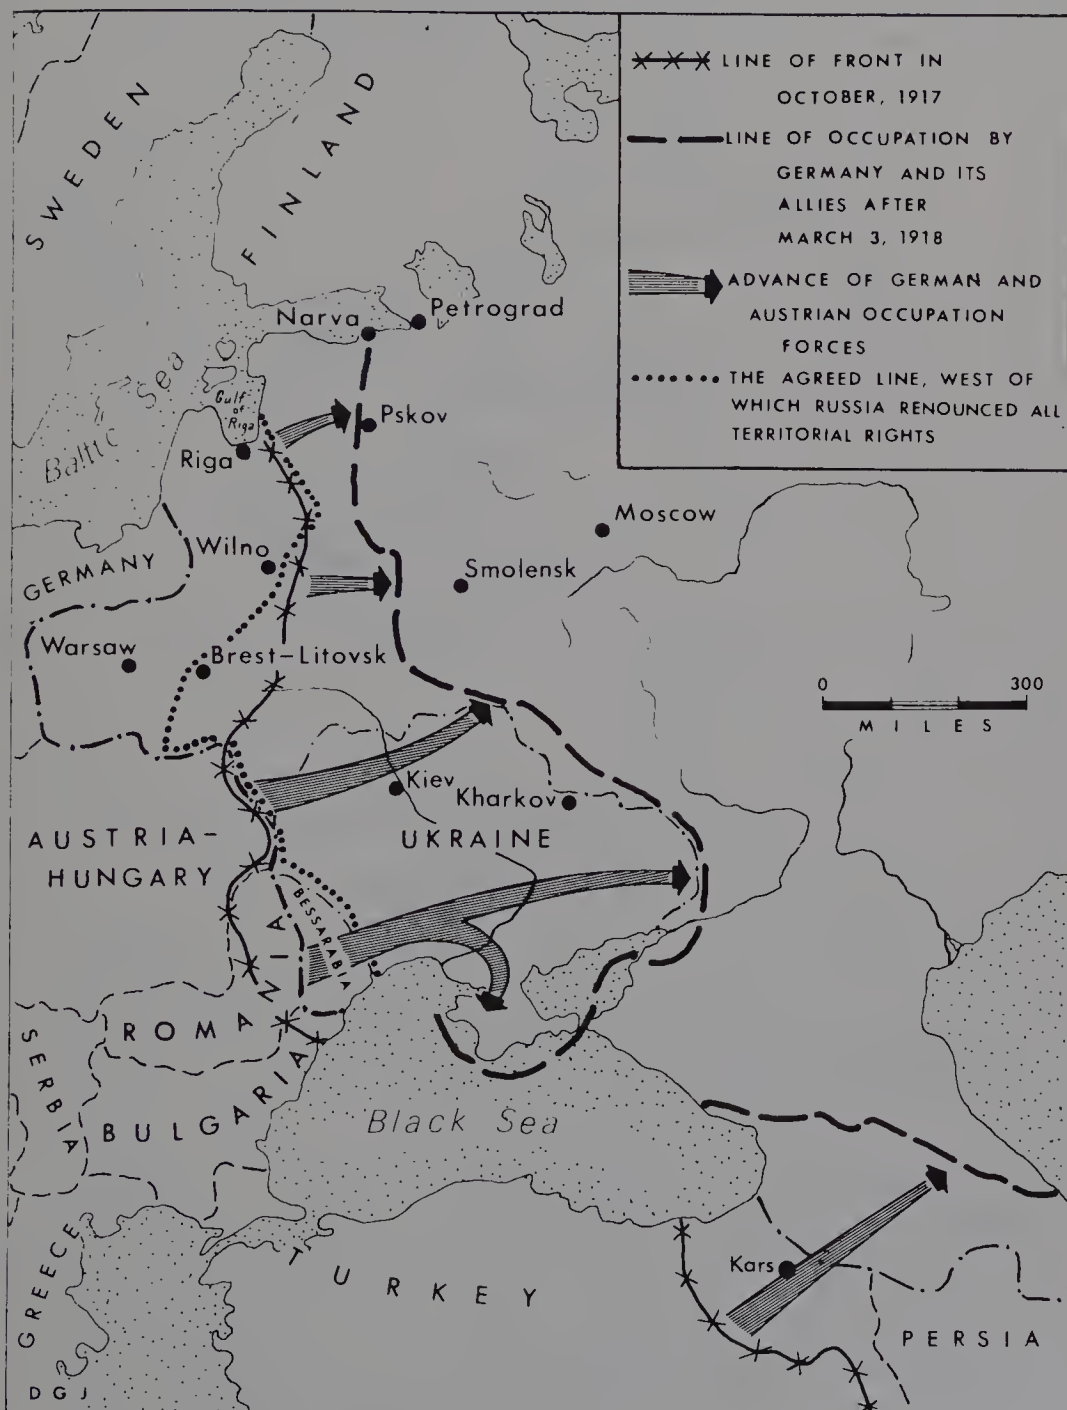 LINE OF FRONT IN
OCTOBER, 1917
LINE OF OCCUPATION BY
GERMANY AND ITS
ALLIES AFTER
MARCH 3, 1918
ADVANCE OF GERMAN AND
AUSTRIAN OCCUPATION
FORCES
THE AGREED LINE, WEST OF
WHICH RUSSIA RENOUNCED ALL
TERRITORIAL RIGHTS
SWEDEN
FINLAND
Narva
Petrograd
Baltic Sea
Gulf
of
Riga
Pskov
Riga
Moscow
Wilno
GERMANY
Smolensk
Warsaw
Brest-Litovsk
0 300
MILES
Kiev
Kharkov
AUSTRIA-
HUNGARY
UKRAINE
BESSARABIA
ROMANIA
SERBIA
BULGARIA
Black Sea
GREECE
TURKEY
Kars
PERSIA
DGJ